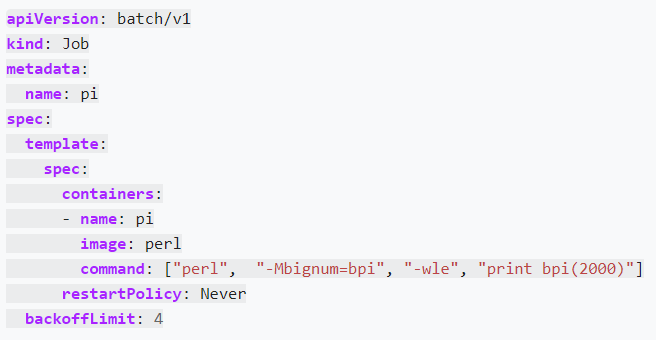 apiVersion: batch/v1
kind: Job
metadata:
  name: pi
spec:
  template:
    spec:
      containers:
      - name: pi
        image: perl
        command: ["perl",  "-Mbignum=bpi", "-wle", "print bpi(2000)"]
      restartPolicy: Never
  backoffLimit: 4